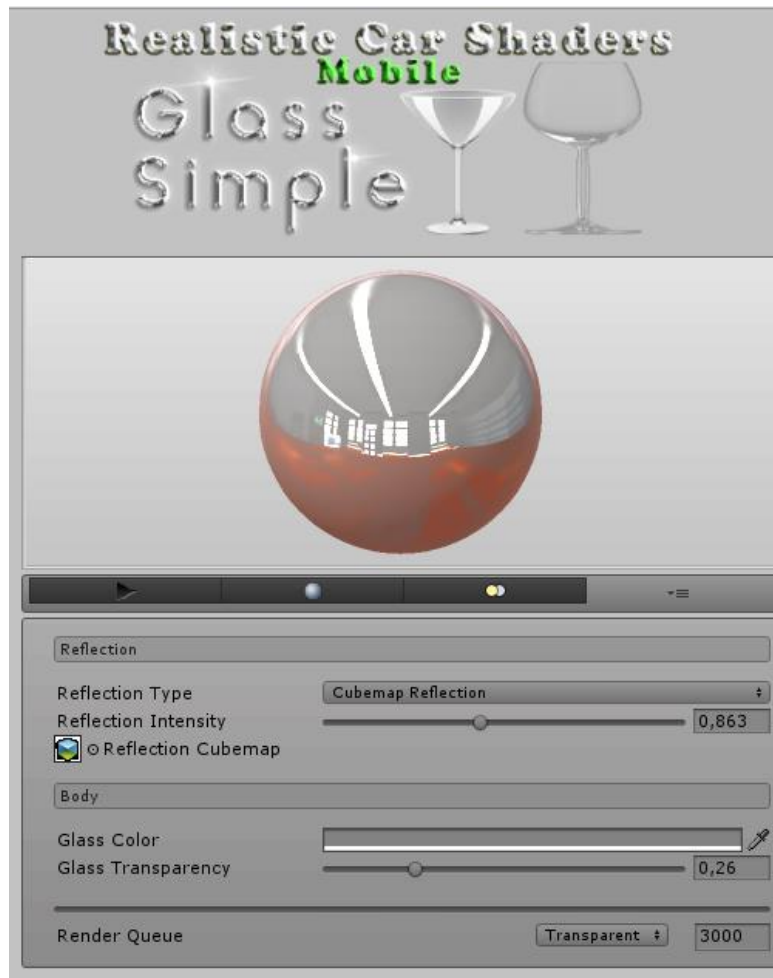 Realistic Car Shaders
Mobile
Glass
Simple
Reflection
Reflection Type
Cubemap Reflection
Reflection Intensity
0,863
Reflection Cubemap
Body
Glass Color
Glass Transparency
0,26
Render Queue
Transparent
3000